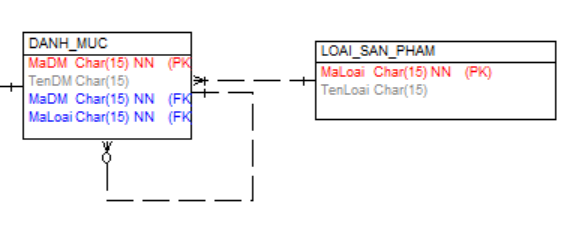 DANH_MUC
MaDM Char(15) NN (PK
TenDM Char(15)
MaDM Char(15) NN (FK
MaLoai Char(15) NN (FK
LOAI_SAN_PHAM
MaLoai Char(15) NN (PK)
TenLoai Char(15)